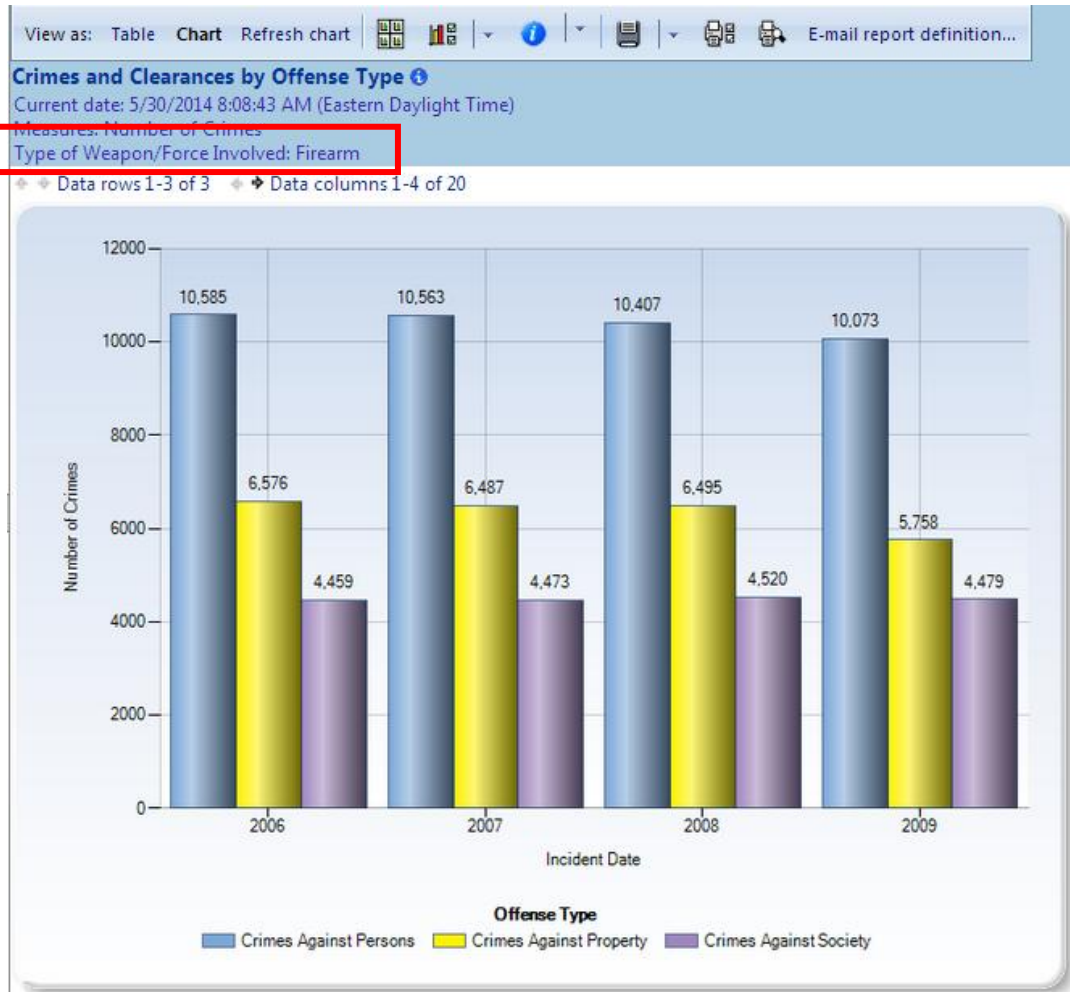 View as: Table Chart Refresh chart E-mail report definition...
Crimes and Clearances by Offense Type
Current date: 5/30/2014 8:08:43 AM (Eastern Daylight Time)
Measures: Number of Crimes
Type of Weapon/Force Involved: Firearm
Data rows 1-3 of 3 Data columns 1-4 of 20
12000
10,585 10,563 10,407 10,073
10000
8000
6,576 6,487 6,495 5,758
6000
4,459 4,473 4,520 4,479
4000
2000
0
Number of Crimes
2006 2007 2008 2009
Incident Date
Offense Type
Crimes Against Persons Crimes Against Property Crimes Against Society